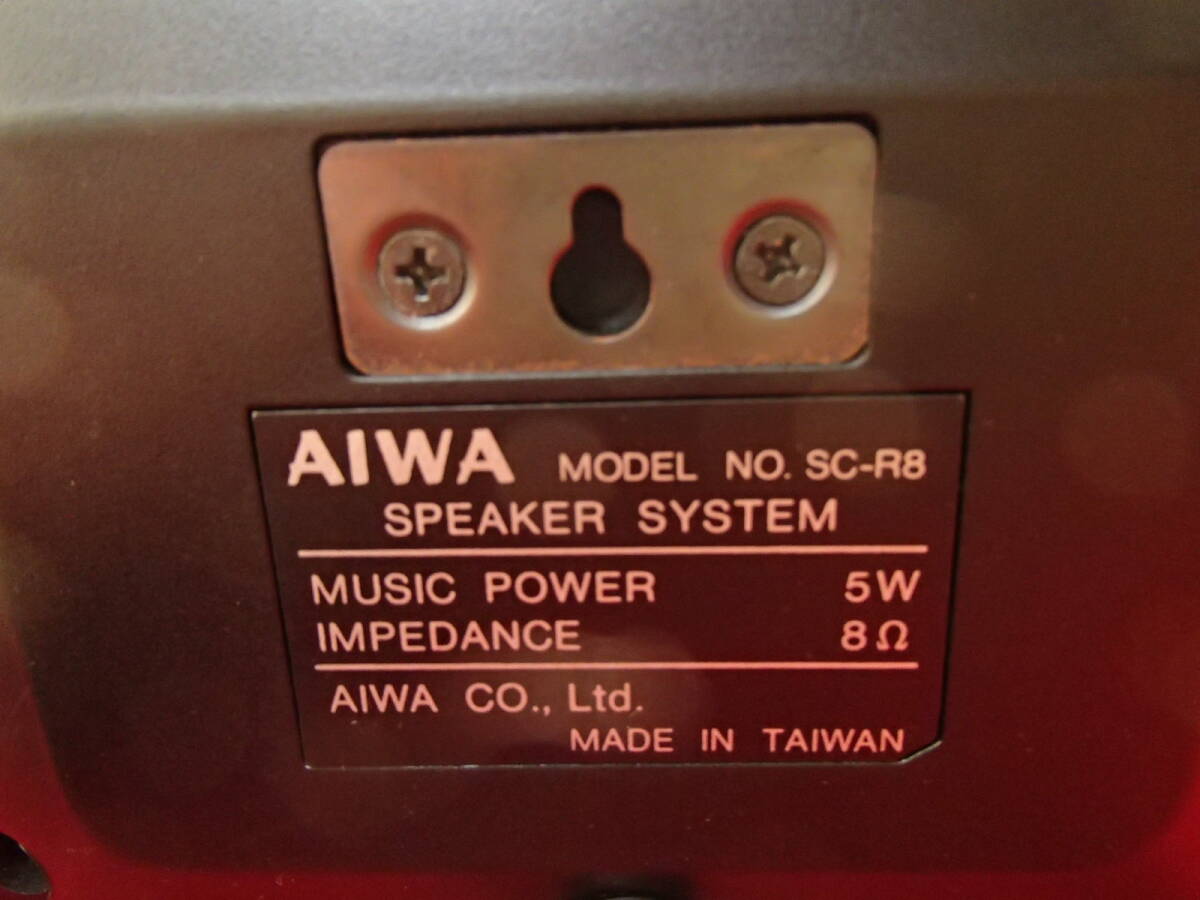 AIWA MODEL NO. SC-R8
SPEAKER SYSTEM
MUSIC POWER 5W
IMPEDANCE 8Ω
AIWA CO., Ltd.
MADE IN TAIWAN